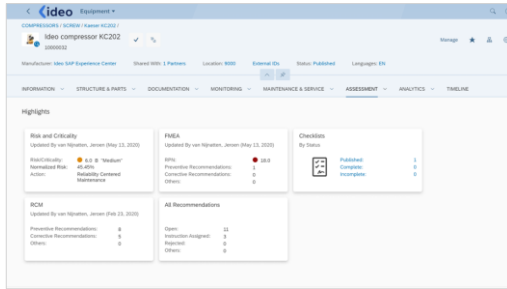 ideo Equipment
COMPRESSORS / SCREW / Kaeser KC202 /
Ideo compressor KC202
10000032
Manage
Manufacturer: Ideo SAP Experience Center Shared With: 1 Partners Location: 6000 External IDs Status: Published Languages: EN
INFORMATION STRUCTURE & PARTS DOCUMENTATION MONITORING MAINTENANCE & SERVICE ASSESSMENT ANALYTICS TIMELINE
Highlights
Risk and Criticality
Updated By van Nijnatten, Jeroen (May 13, 2020)
Risk/Criticality: 6.0 B 'Medium'
Normalized Risk: 45.45%
Action: Reliability Centered
Maintenance
FMEA
Updated By van Nijnatten, Jeroen (May 13, 2020)
RPN: 10.0
Preventive Recommendations: 1
Corrective Recommendations: 0
Others: 0
Checklists
By Status
Published: 1
Complete: 0
Incomplete: 0
RCM
Updated By van Nijnatten, Jeroen (Feb 23, 2020)
Preventive Recommendations: 6
Corrective Recommendations: 5
Others: 0
All Recommendations
Open: 11
Instruction Assigned: 3
Rejected: 0
Others: 0